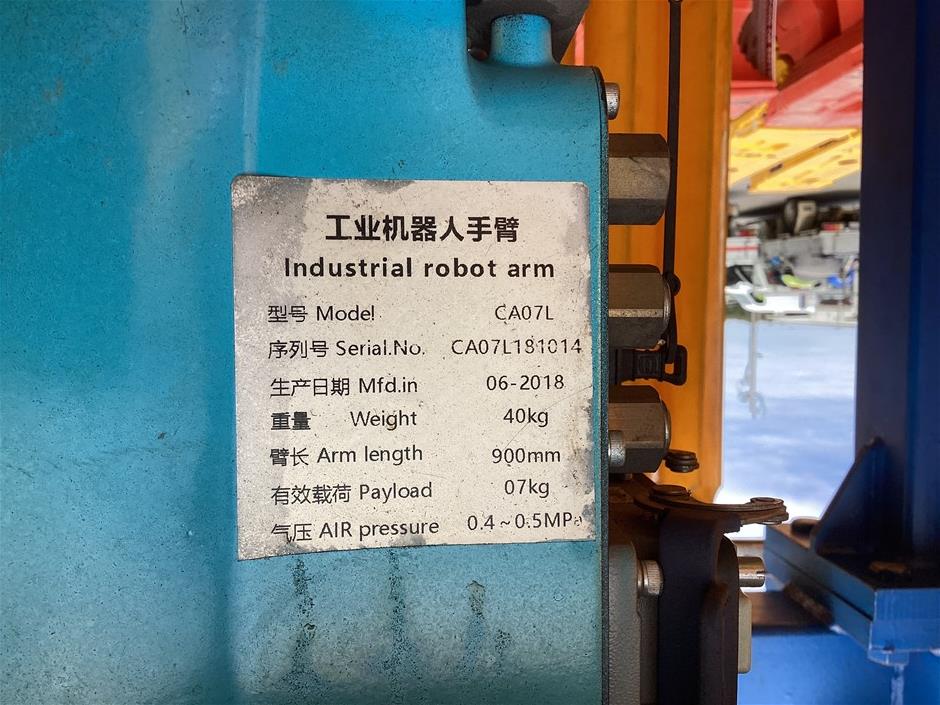 工业机器人手臂
Industrial robot arm
型号 Model CA07L
序列号 Serial.No. CA07L181014
生产日期 Mfd.in 06-2018
重量 Weight 40kg
臂长 Arm length 900mm
有效载荷 Payload 07kg
气压 AIR pressure 0.4~0.5MPa